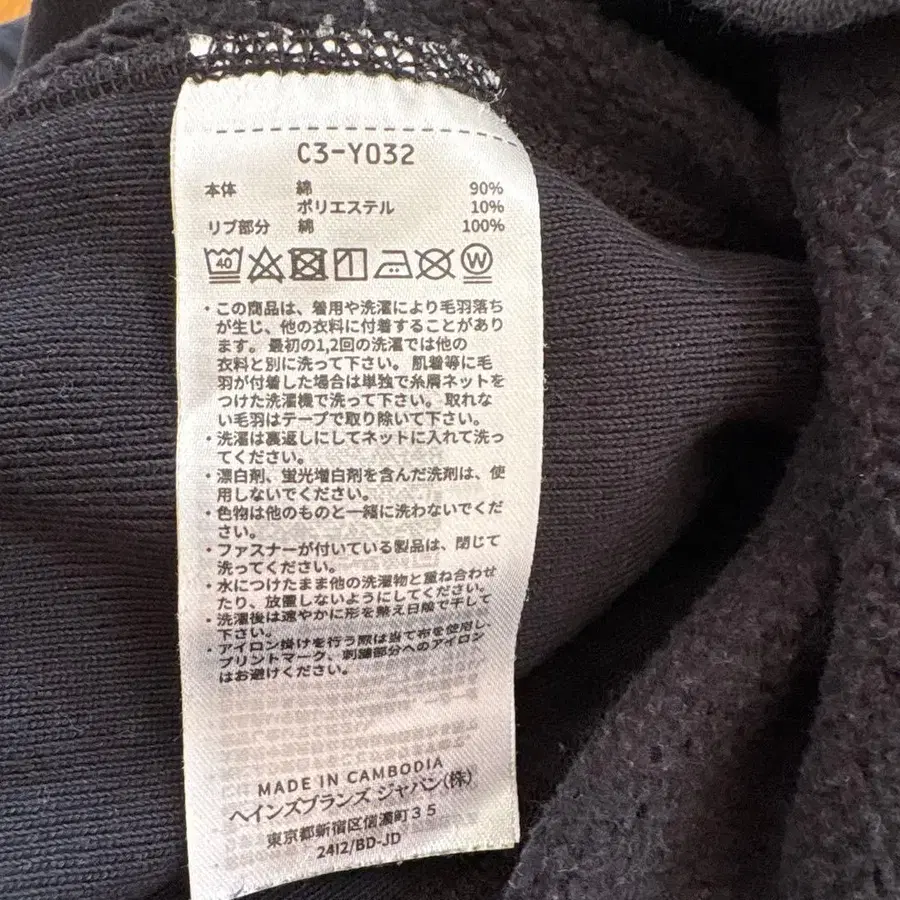 C3-Y032
本体 綿 90%
ポリエステル 10%
リブ部分 綿 100%
40 W
・この商品は、着用や洗濯により毛羽落ち
が生じ、他の衣料に付着することがあり
ます。最初の1,2回の洗濯では他の
衣料と別に洗って下さい。肌着等に毛
羽が付着した場合は単独で糸屑ネットを
つけた洗濯機で洗って下さい。取れな
い毛羽はテープで取り除いて下さい。
・洗濯は裏返しにしてネットに入れて洗っ
てください。
・漂白剤、蛍光増白剤を含んだ洗剤は、使
用しないでください。
・色物は他のものと一緒に洗わないでくだ
さい。
・ファスナーが付いている製品は、閉じて
洗ってください。
・水につけたまま他の洗濯物と重ね合わせ
たり、放置しないようにしてください。
・洗濯後は速やかに形を整え日陰で干して
下さい。
・アイロン掛けを行う際は当て布を使用し、
プリントマーク、刺繍部分へのアイロン
はお避けください。
MADE IN CAMBODIA
ヘインズブランズ ジャパン(株)
東京都新宿区信濃町35
2412/BD-JD